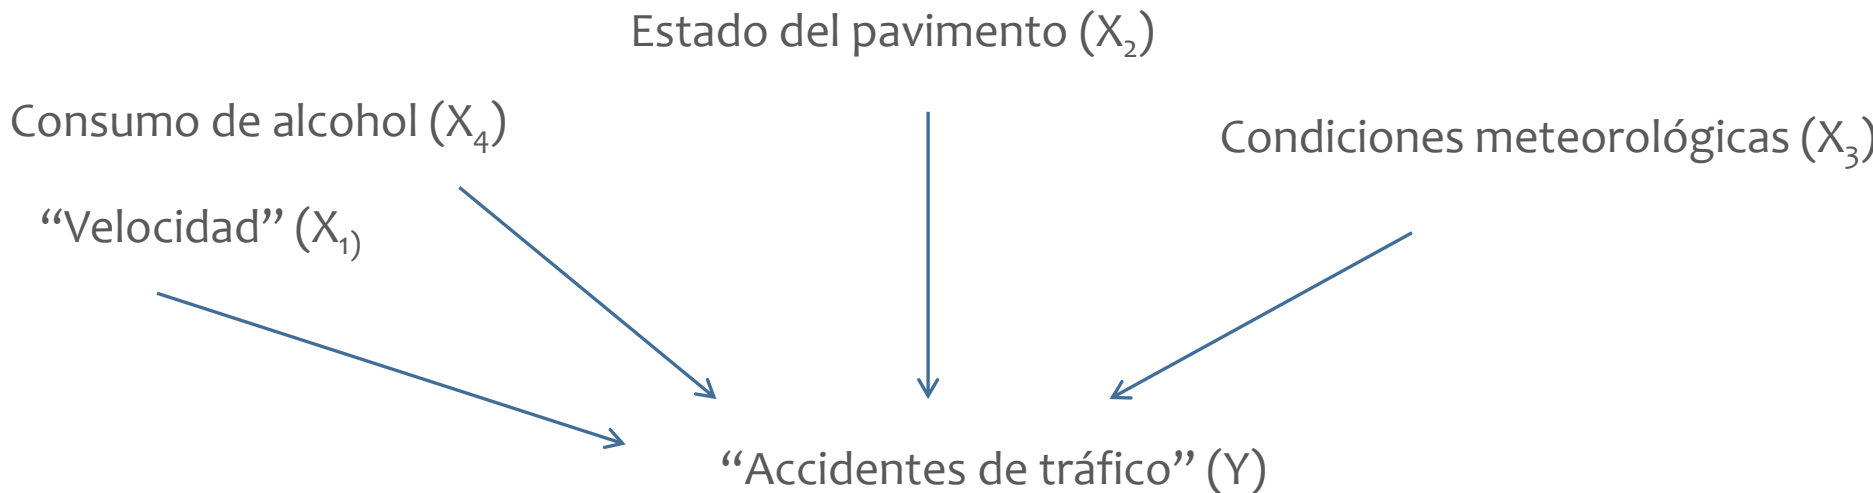 Estado del pavimento (X₂)
Consumo de alcohol (X₄)
Condiciones meteorológicas (X₃)
“Velocidad” (X₁)
“Accidentes de tráfico” (Y)